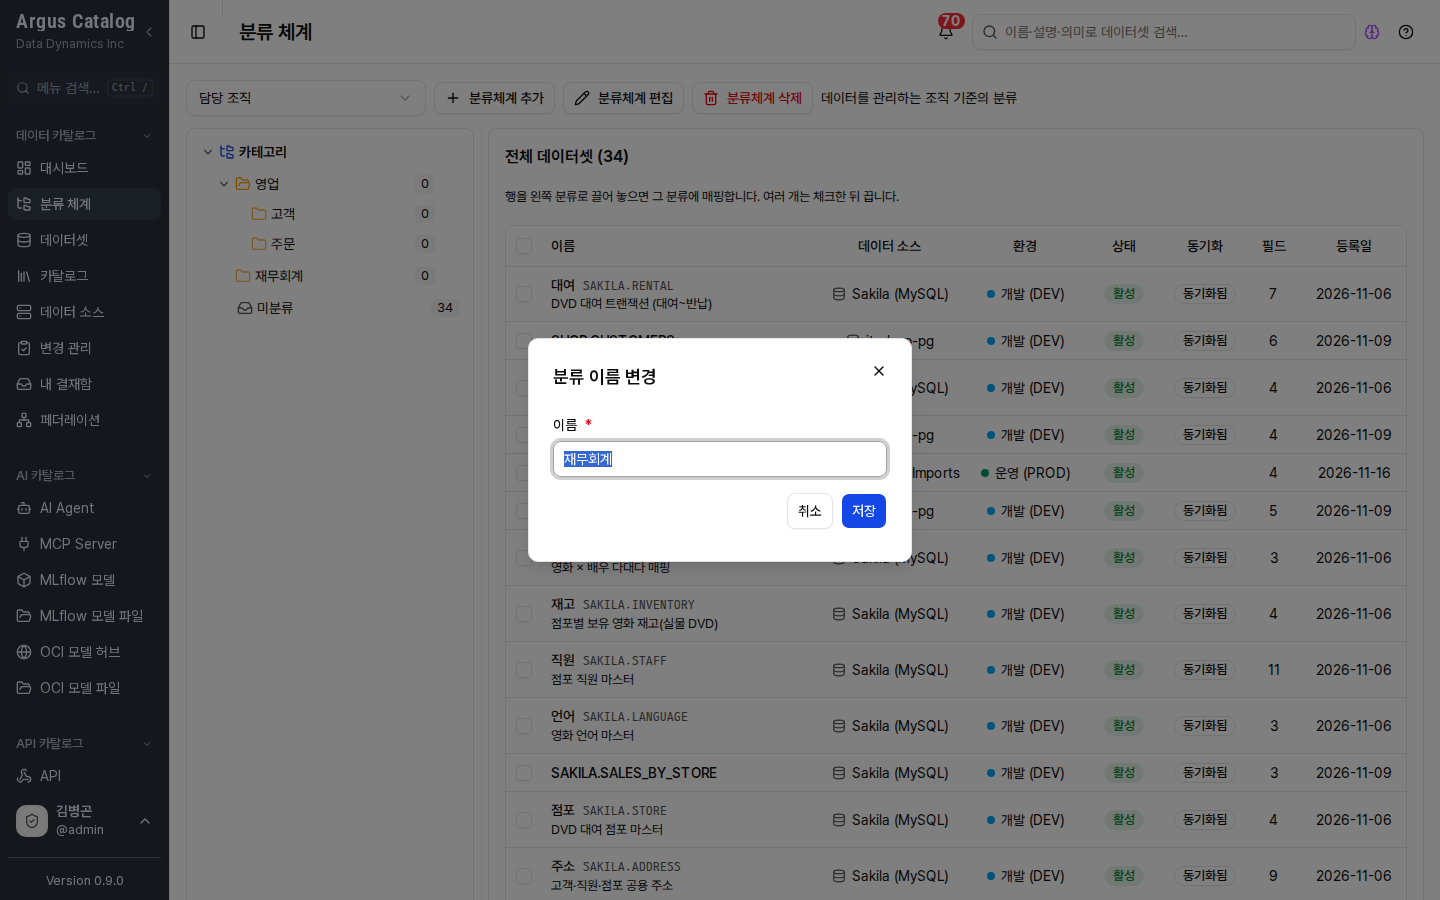 Argus Catalog
Data Dynamics Inc
메뉴 검색... Ctrl /
데이터 카탈로그
대시보드
분류 체계
데이터셋
카탈로그
데이터 소스
변경 관리
내 결재함
페더레이션
AI 카탈로그
AI Agent
MCP Server
MLflow 모델
MLflow 모델 파일
OCI 모델 허브
OCI 모델 파일
API 카탈로그
API
김병곤
@admin
Version 0.9.0
분류 체계
70
이름·설명·의미로 데이터셋 검색...
담당 조직
분류체계 추가
분류체계 편집
분류체계 삭제
데이터를 관리하는 조직 기준의 분류
카테고리
영업 0
고객 0
주문 0
재무회계 0
미분류 34
전체 데이터셋 (34)
행을 왼쪽 분류로 끌어 놓으면 그 분류에 매핑합니다. 여러 개는 체크한 뒤 끕니다.
이름 데이터 소스 환경 상태 동기화 필드 등록일
대여 SAKILA.RENTAL
DVD 대여 트랜잭션 (대여~반납)
Sakila (MySQL) 개발 (DEV) 활성 동기화됨 7 2026-11-06
-pg 개발 (DEV) 활성 동기화됨 6 2026-11-09
ySQL) 개발 (DEV) 활성 동기화됨 4 2026-11-06
-pg 개발 (DEV) 활성 동기화됨 4 2026-11-09
Imports 운영 (PROD) 활성 4 2026-11-16
-pg 개발 (DEV) 활성 동기화됨 5 2026-11-09
영화 × 배우 다대다 매핑
Sakila (MySQL) 개발 (DEV) 활성 동기화됨 3 2026-11-06
재고 SAKILA.INVENTORY
점포별 보유 영화 재고(실물 DVD)
Sakila (MySQL) 개발 (DEV) 활성 동기화됨 4 2026-11-06
직원 SAKILA.STAFF
점포 직원 마스터
Sakila (MySQL) 개발 (DEV) 활성 동기화됨 11 2026-11-06
언어 SAKILA.LANGUAGE
영화 언어 마스터
Sakila (MySQL) 개발 (DEV) 활성 동기화됨 3 2026-11-06
SAKILA.SALES_BY_STORE Sakila (MySQL) 개발 (DEV) 활성 동기화됨 3 2026-11-09
점포 SAKILA.STORE
DVD 대여 점포 마스터
Sakila (MySQL) 개발 (DEV) 활성 동기화됨 4 2026-11-06
주소 SAKILA.ADDRESS
고객·직원·점포 공용 주소
Sakila (MySQL) 개발 (DEV) 활성 동기화됨 9 2026-11-06
분류 이름 변경
이름 *
재무회계
취소
저장